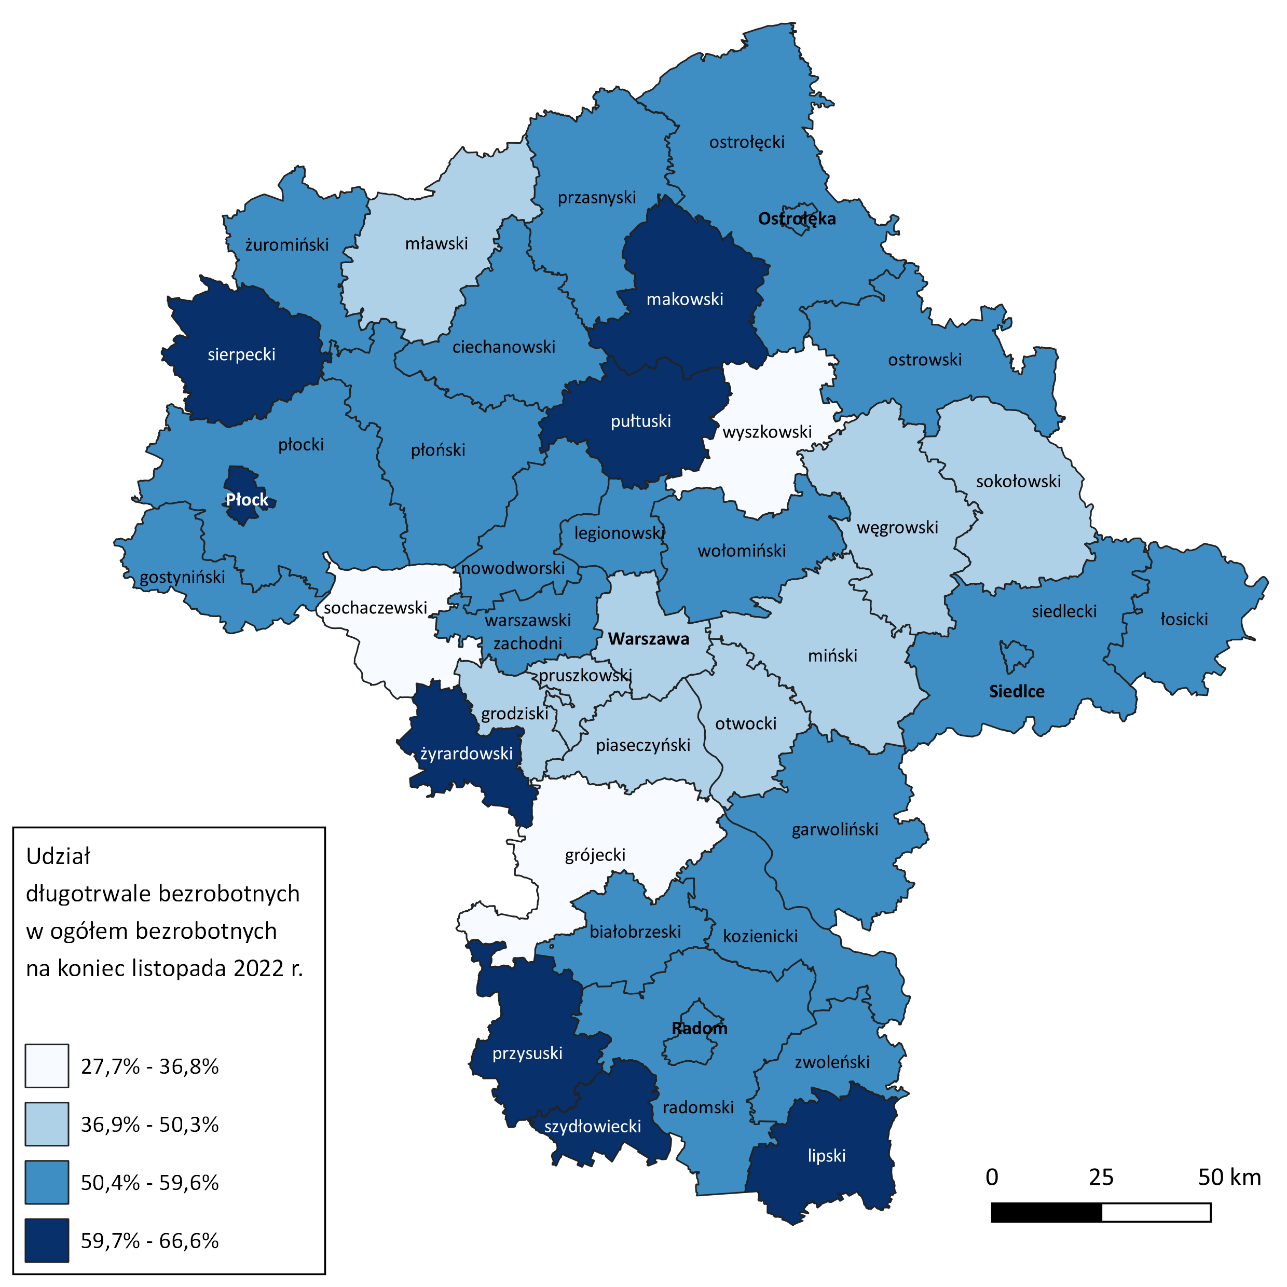 ostrołęcki
przasnyski
Ostrołęka
żuromiński
mławski
makowski
ciechanowski
sierpecki
ostrowski
pułtuski
wyszkowski
płocki
płoński
sokołowski
Płock
węgrowski
legionowski
wołomiński
nowodworski
gostyniński
sochaczewski
siedlecki
łosicki
warszawski
zachodni
Warszawa
miński
pruszkowski
Siedlce
grodziski
otwocki
piaseczyński
żyrardowski
garwoliński
grójecki
białobrzeski
kozienicki
Radom
przysuski
zwoleński
radomski
szydłowiecki
lipski
Udział
długotrwale bezrobotnych
w ogółem bezrobotnych
na koniec listopada 2022 r.
27,7% - 36,8%
36,9% - 50,3%
50,4% - 59,6%
59,7% - 66,6%
0 25 50 km